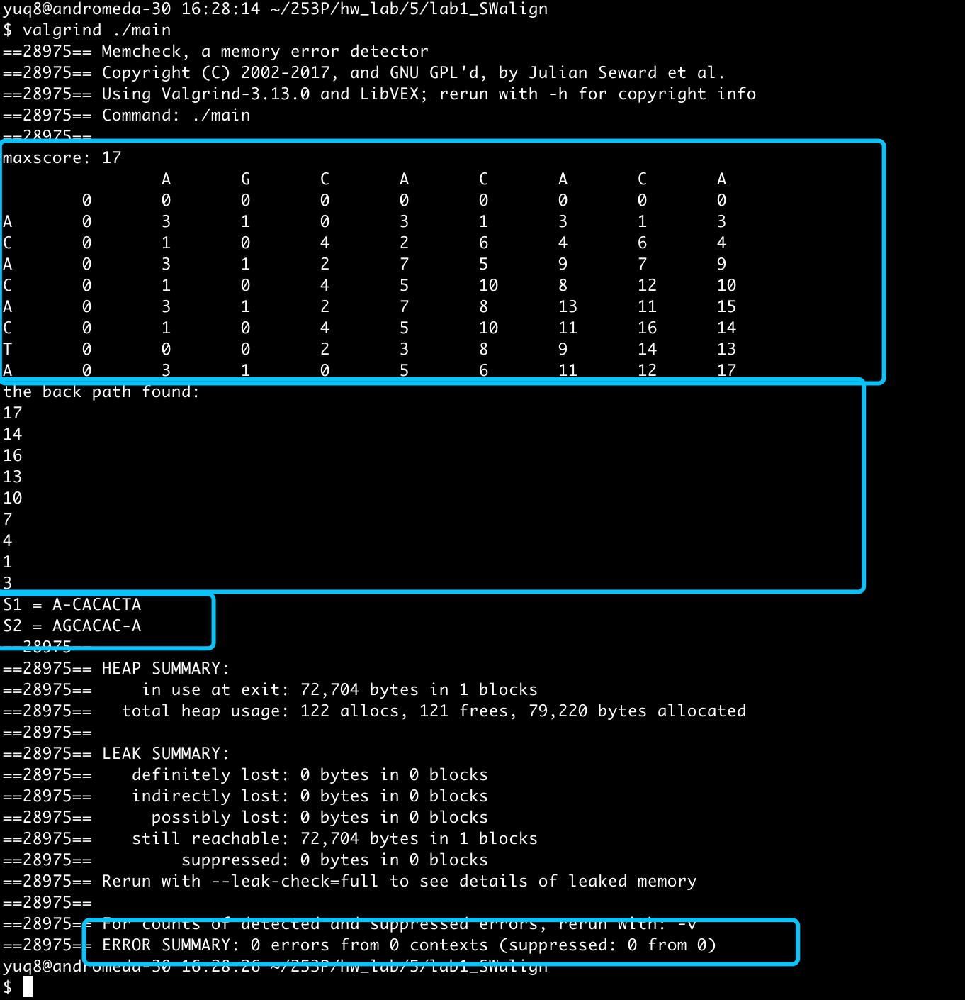 yuq8@andromeda-30 16:28:14 ~/253P/hw_lab/5/lab1_SWalign
$ valgrind ./main
==28975== Memcheck, a memory error detector
==28975== Copyright (C) 2002-2017, and GNU GPL'd, by Julian Seward et al.
==28975== Using Valgrind-3.13.0 and LibVEX; rerun with -h for copyright info
==28975== Command: ./main
==28975==
maxscore: 17
A G C A C A C A
0 0 0 0 0 0 0 0 0
A 0 3 1 0 3 1 3 1 3
C 0 1 0 4 2 6 4 6 4
A 0 3 1 2 7 5 9 7 9
C 0 1 0 4 5 10 8 12 10
A 0 3 1 2 7 8 13 11 15
C 0 1 0 4 5 10 11 16 14
T 0 0 0 2 3 8 9 14 13
A 0 3 1 0 5 6 11 12 17
the back path found:
17
14
16
13
10
7
4
1
3
S1 = A-CACACTA
S2 = AGCACAC-A
==28975==
==28975== HEAP SUMMARY:
==28975==     in use at exit: 72,704 bytes in 1 blocks
==28975==   total heap usage: 122 allocs, 121 frees, 79,220 bytes allocated
==28975==
==28975== LEAK SUMMARY:
==28975==    definitely lost: 0 bytes in 0 blocks
==28975==    indirectly lost: 0 bytes in 0 blocks
==28975==      possibly lost: 0 bytes in 0 blocks
==28975==    still reachable: 72,704 bytes in 1 blocks
==28975==         suppressed: 0 bytes in 0 blocks
==28975== Rerun with --leak-check=full to see details of leaked memory
==28975==
==28975== For counts of detected and suppressed errors, rerun with: -v
==28975== ERROR SUMMARY: 0 errors from 0 contexts (suppressed: 0 from 0)
yuq8@andromeda-30 16:28:26 ~/253P/hw_lab/5/lab1_SWalign
$